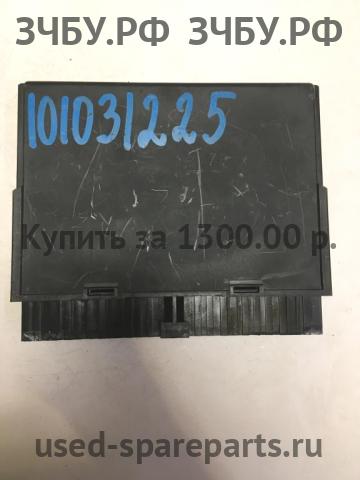 ЗЧБУ.РФ ЗЧБУ.РФ
101031225
Купить за 1300.00 р.
used-spareparts.ru